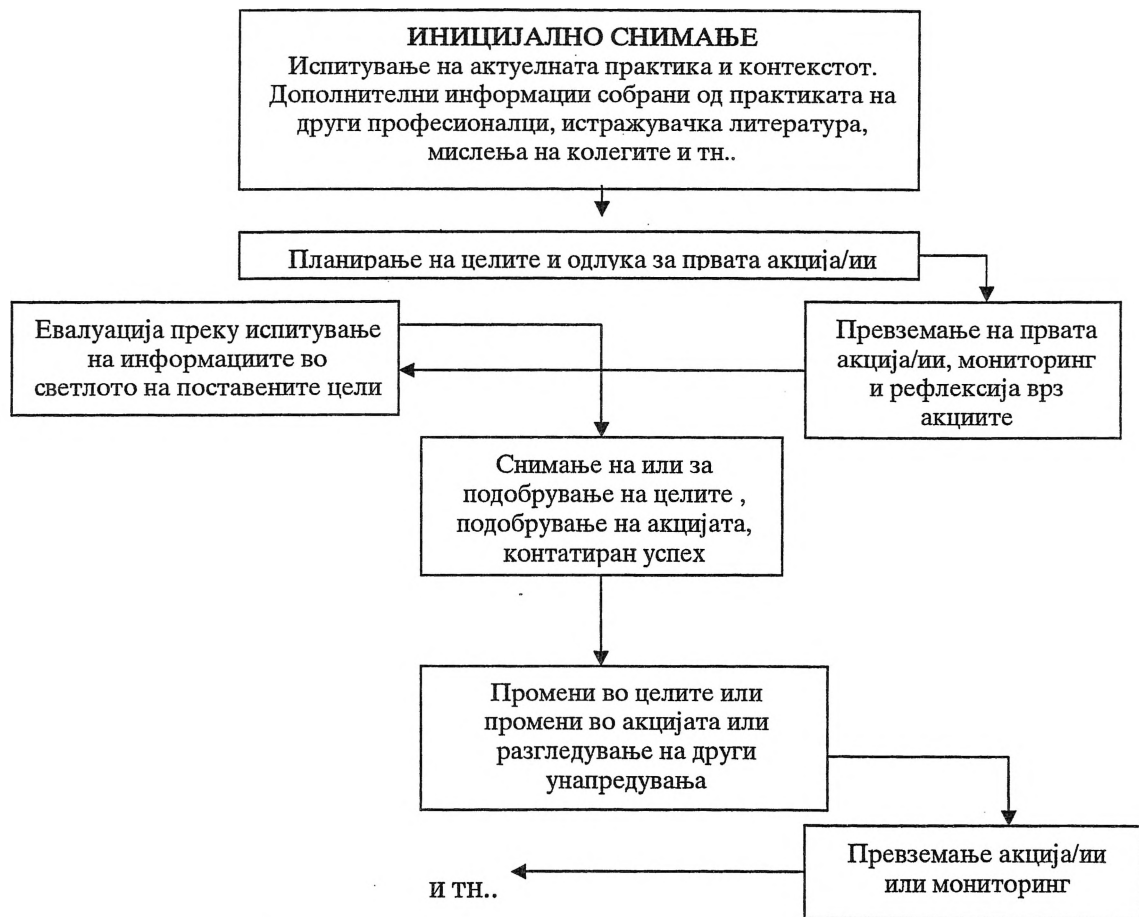 ИНИЦИЈАЛНО СНИМАЊЕ
Испитување на актуелната практика и контекстот.
Дополнителни информации собрани од практиката на
други професионалци, истражувачка литература,
мислења на колегите и тн..
Планирање на целите и одлука за првата акција/ии
Превземање на првата
акција/ии, мониторинг
и рефлексија врз
акциите
Евалуација преку испитување
на информациите во
светлото на поставените цели
Снимање на или за
подобрување на целите ,
подобрување на акцијата,
контатиран успех
Промени во целите или
промени во акцијата или
разгледување на други
унапредувања
Превземање акција/ии
или мониторинг
и тн..